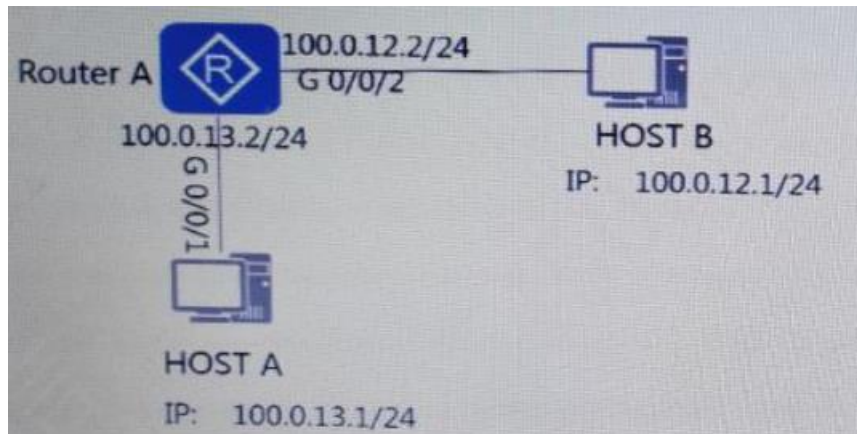 100.0.12.2/24
Router A
R
G 0/0/2
100.0.13.2/24
G 0/0/1
HOST B
IP: 100.0.12.1/24
HOST A
IP: 100.0.13.1/24